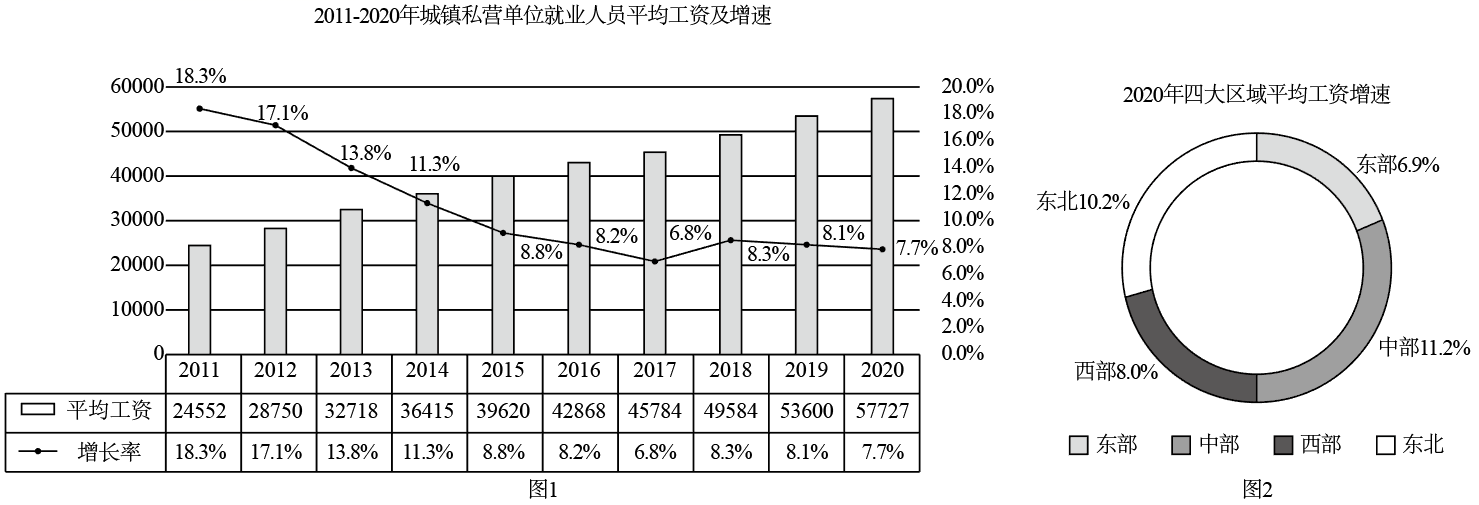 2011-2020年城镇私营单位就业人员平均工资及增速
60000
50000
40000
30000
20000
10000
0
18.3%
17.1%
13.8%
11.3%
8.8%
8.2%
6.8%
8.3%
8.1%
7.7%
20.0%
18.0%
16.0%
14.0%
12.0%
10.0%
8.0%
6.0%
4.0%
2.0%
0.0%
2011 2012 2013 2014 2015 2016 2017 2018 2019 2020
平均工资 24552 28750 32718 36415 39620 42868 45784 49584 53600 57727
增长率 18.3% 17.1% 13.8% 11.3% 8.8% 8.2% 6.8% 8.3% 8.1% 7.7%
图1
2020年四大区域平均工资增速
东部6.9%
东北10.2%
中部11.2%
西部8.0%
东部 中部 西部 东北
图2